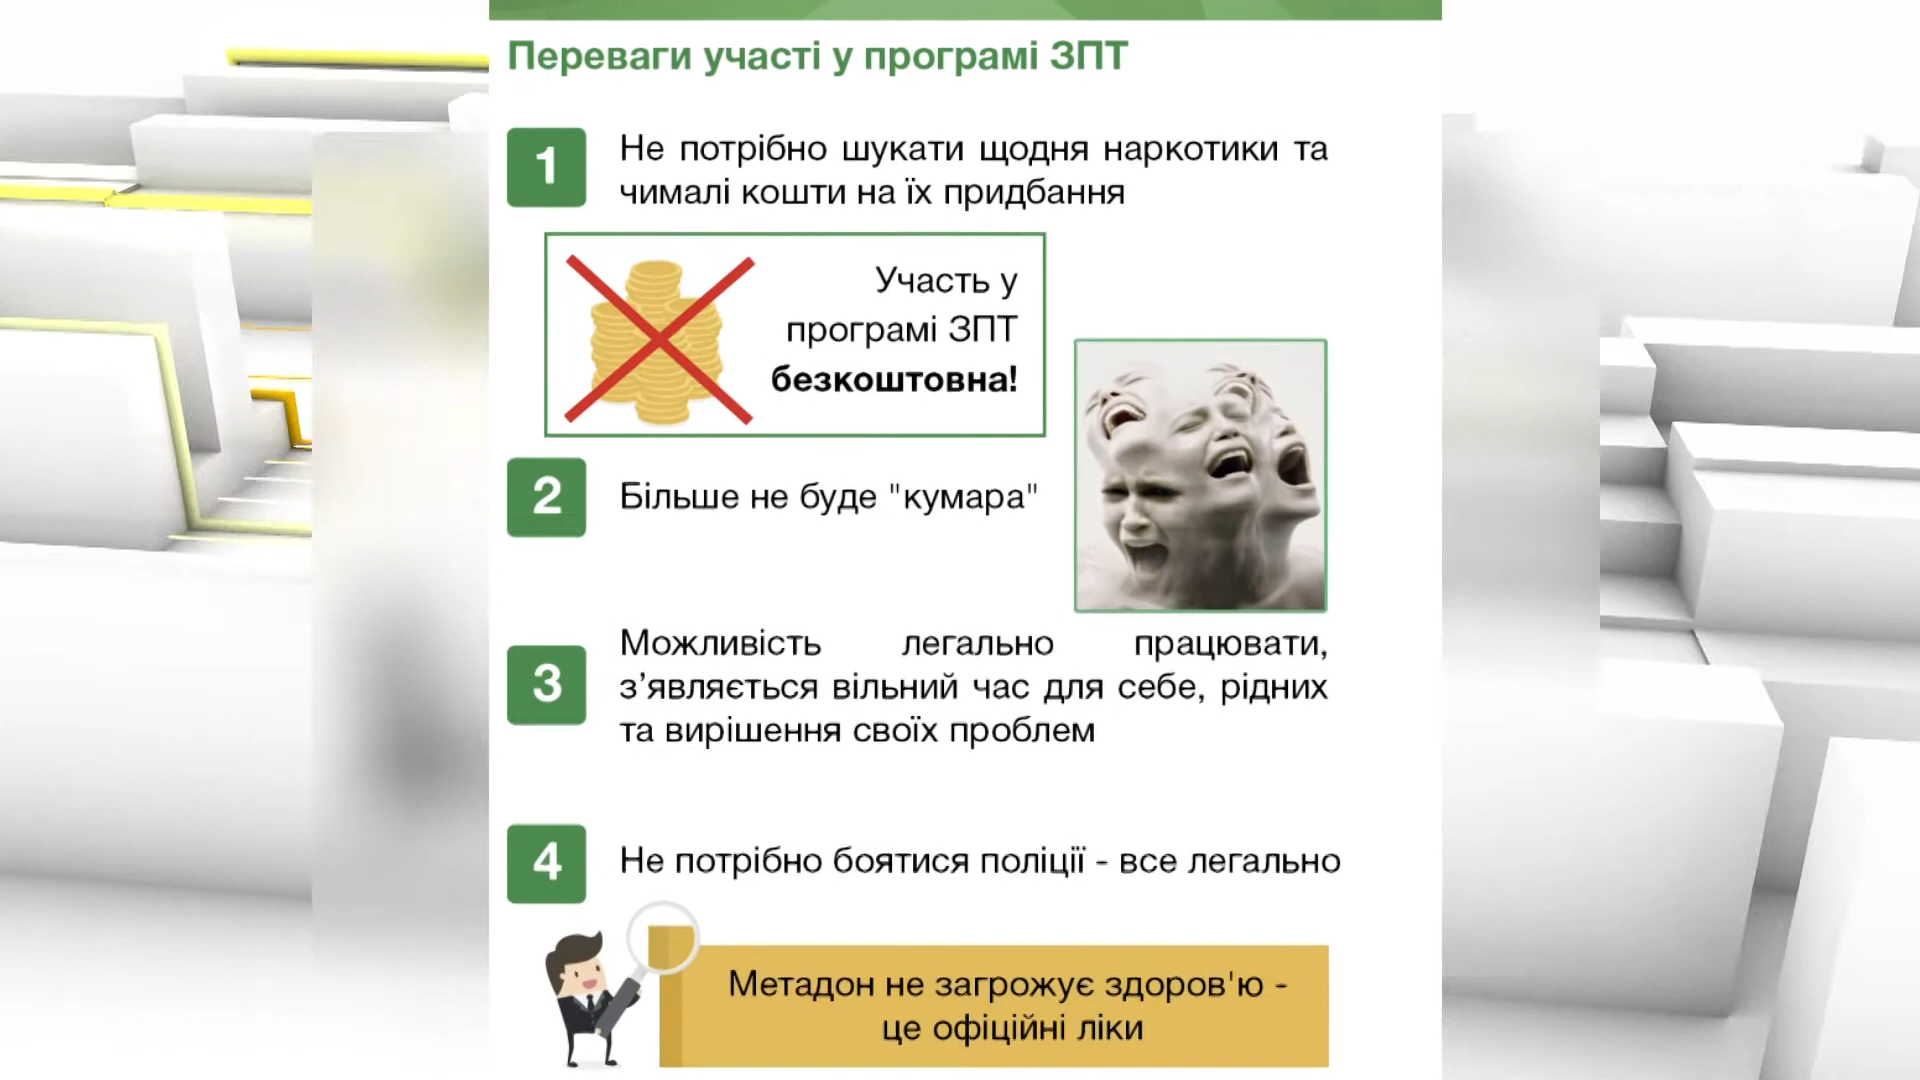 Переваги участі у програмі ЗПТ
1
Не потрібно шукати щодня наркотики та
чималі кошти на їх придбання
Участь у
програмі ЗПТ
безкоштовна!
2
Більше не буде "кумара"
3
Можливість легально працювати,
з’являється вільний час для себе, рідних
та вирішення своїх проблем
4
Не потрібно боятися поліції - все легально
Метадон не загрожує здоров'ю -
це офіційні ліки